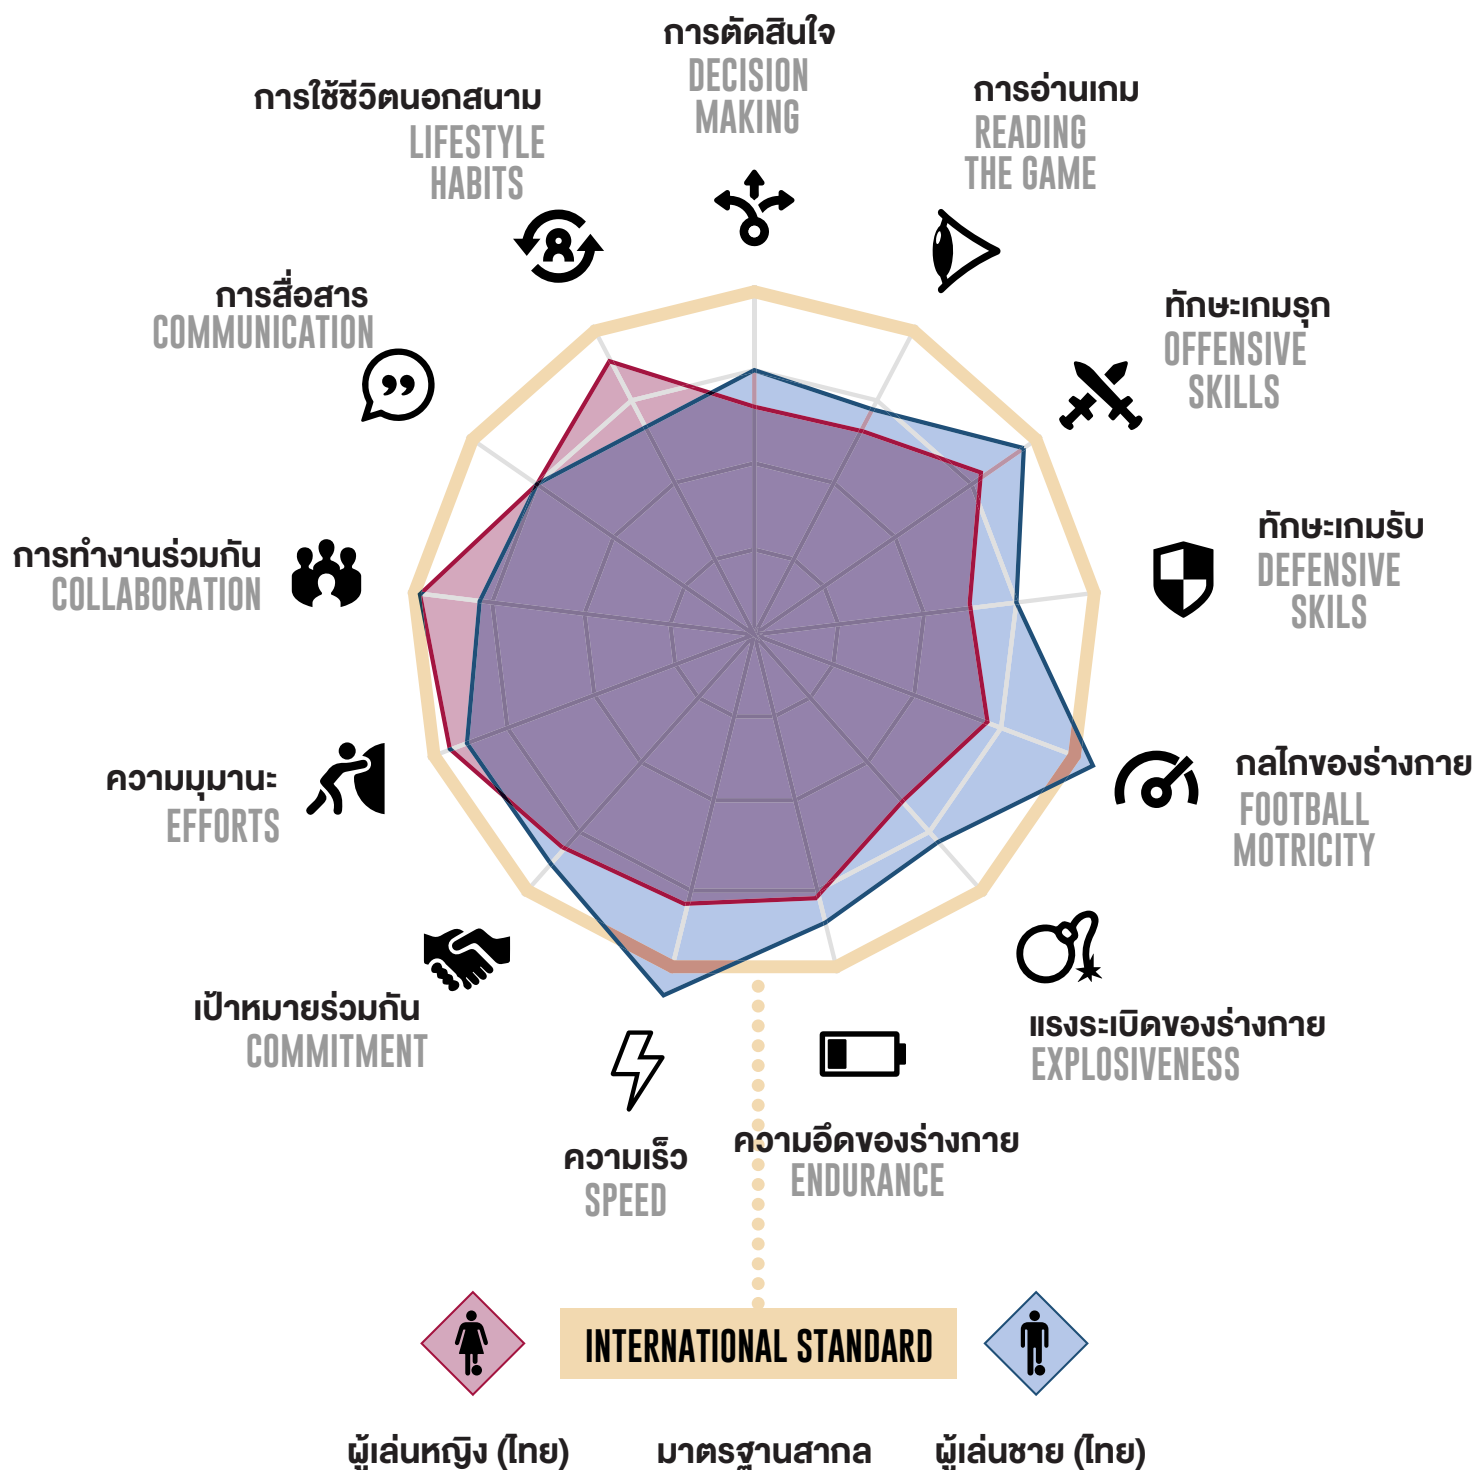 การตัดสินใจ
DECISION
MAKING
การอ่านเกม
READING
THE GAME
ทักษะเกมรุก
OFFENSIVE
SKILLS
ทักษะเกมรับ
DEFENSIVE
SKILS
กลไกของร่างกาย
FOOTBALL
MOTRICITY
แรงระเบิดของร่างกาย
EXPLOSIVENESS
ความอึดของร่างกาย
ENDURANCE
ความเร็ว
SPEED
เป้าหมายร่วมกัน
COMMITMENT
ความมุมานะ
EFFORTS
การทำงานร่วมกัน
COLLABORATION
การสื่อสาร
COMMUNICATION
การใช้ชีวิตนอกสนาม
LIFESTYLE
HABITS
INTERNATIONAL STANDARD
ผู้เล่นหญิง (ไทย)
มาตรฐานสากล
ผู้เล่นชาย (ไทย)